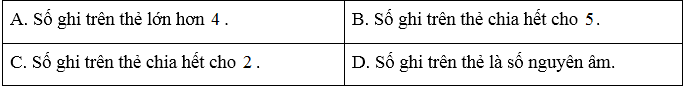 A. Số ghi trên thẻ lớn hơn 4 .
B. Số ghi trên thẻ chia hết cho 5.
C. Số ghi trên thẻ chia hết cho 2 .
D. Số ghi trên thẻ là số nguyên âm.